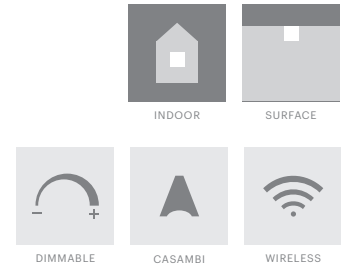 INDOOR
SURFACE
DIMMABLE
CASAMBI
WIRELESS